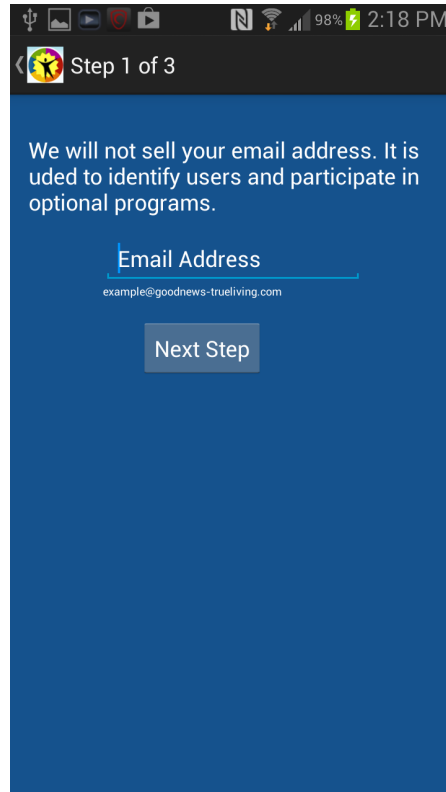 98% 2:18 PM
Step 1 of 3
We will not sell your email address. It is
uded to identify users and participate in
optional programs.
Email Address
example@goodnews-trueliving.com
Next Step